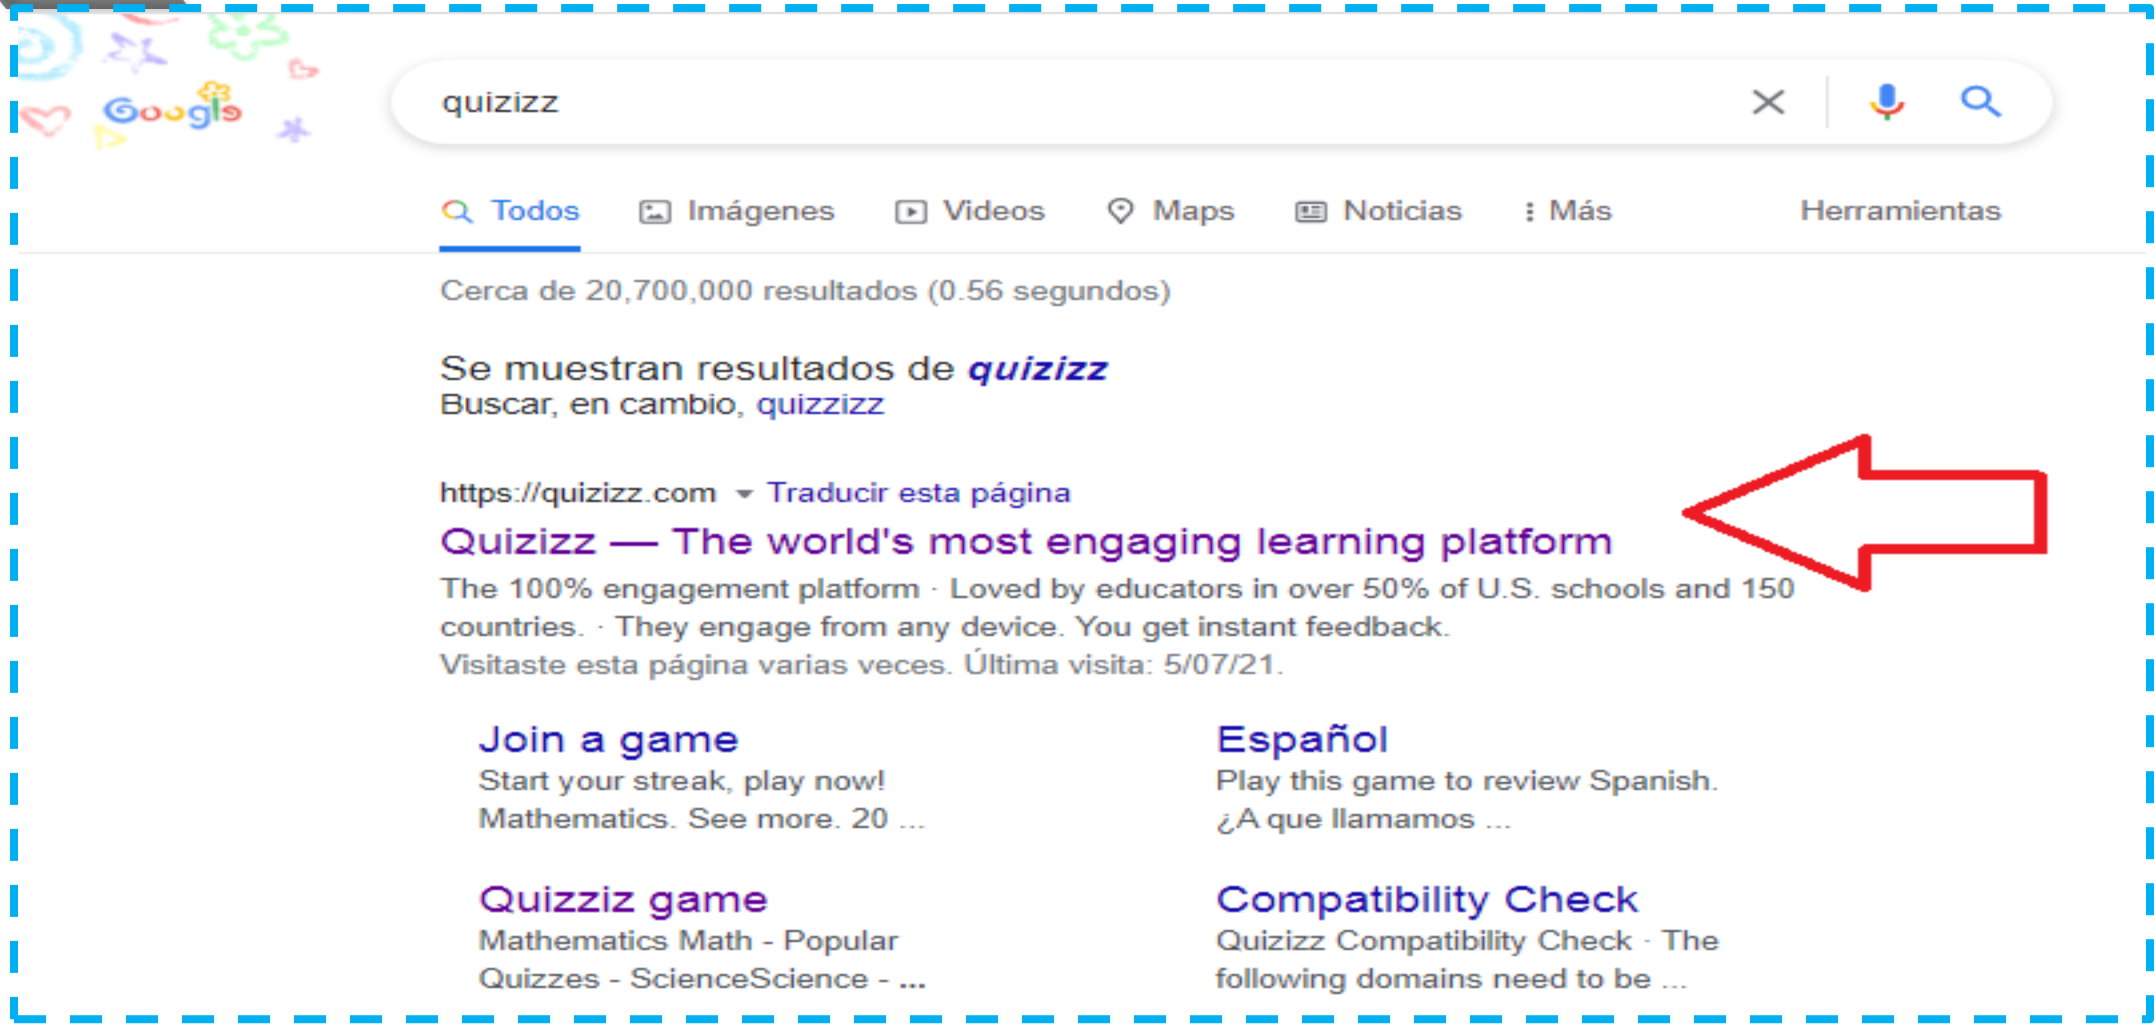 Google
quizizz
Todos Imágenes Videos Maps Noticias Más Herramientas
Cerca de 20,700,000 resultados (0.56 segundos)
Se muestran resultados de quizizz
Buscar, en cambio, quizzizz
https://quizizz.com Traducir esta página
Quizizz — The world's most engaging learning platform
The 100% engagement platform · Loved by educators in over 50% of U.S. schools and 150
countries. · They engage from any device. You get instant feedback.
Visitaste esta página varias veces. Última visita: 5/07/21.
Join a game
Start your streak, play now!
Mathematics. See more. 20 ...
Español
Play this game to review Spanish.
¿A que llamamos ...
Quizziz game
Mathematics Math - Popular
Quizzes - ScienceScience - ...
Compatibility Check
Quizizz Compatibility Check · The
following domains need to be ...